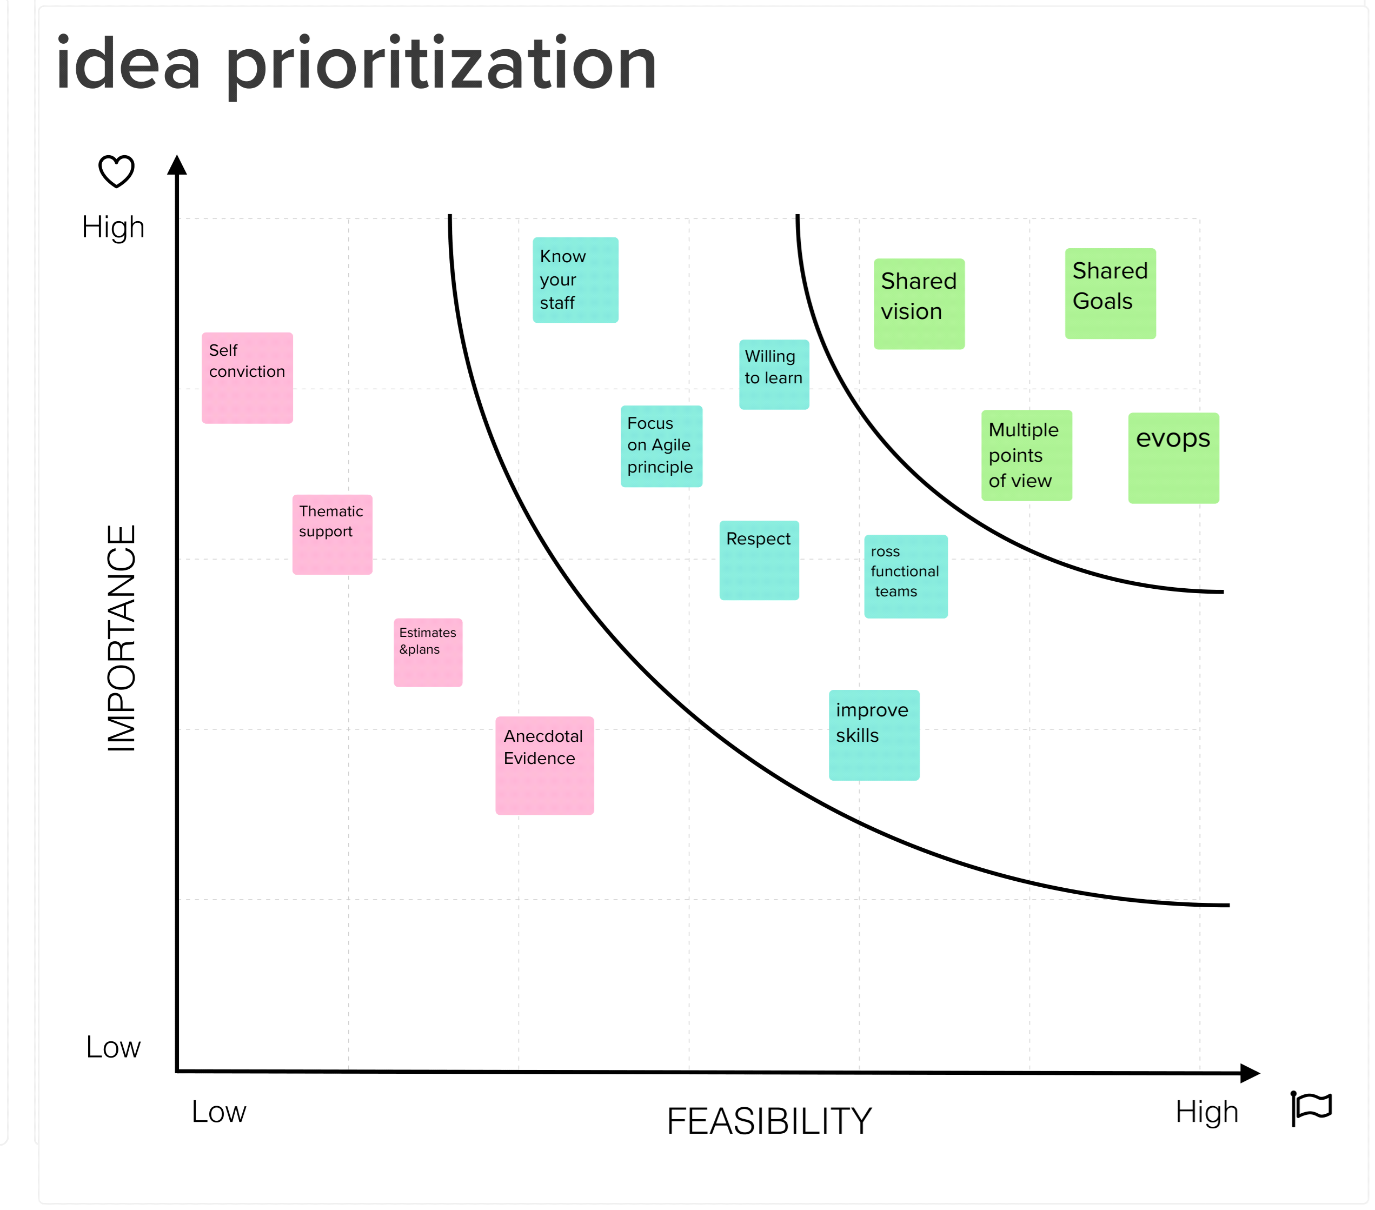 idea prioritization
High
Know
your
staff
Shared
vision
Shared
Goals
Self
conviction
Willing
to learn
Focus
on Agile
principle
Multiple
points
of view
evops
Thematic
support
Respect
ross
functional
teams
Estimates
&plans
improve
skills
Anecdotal
Evidence
IMPORTANCE
Low
Low
FEASIBILITY
High